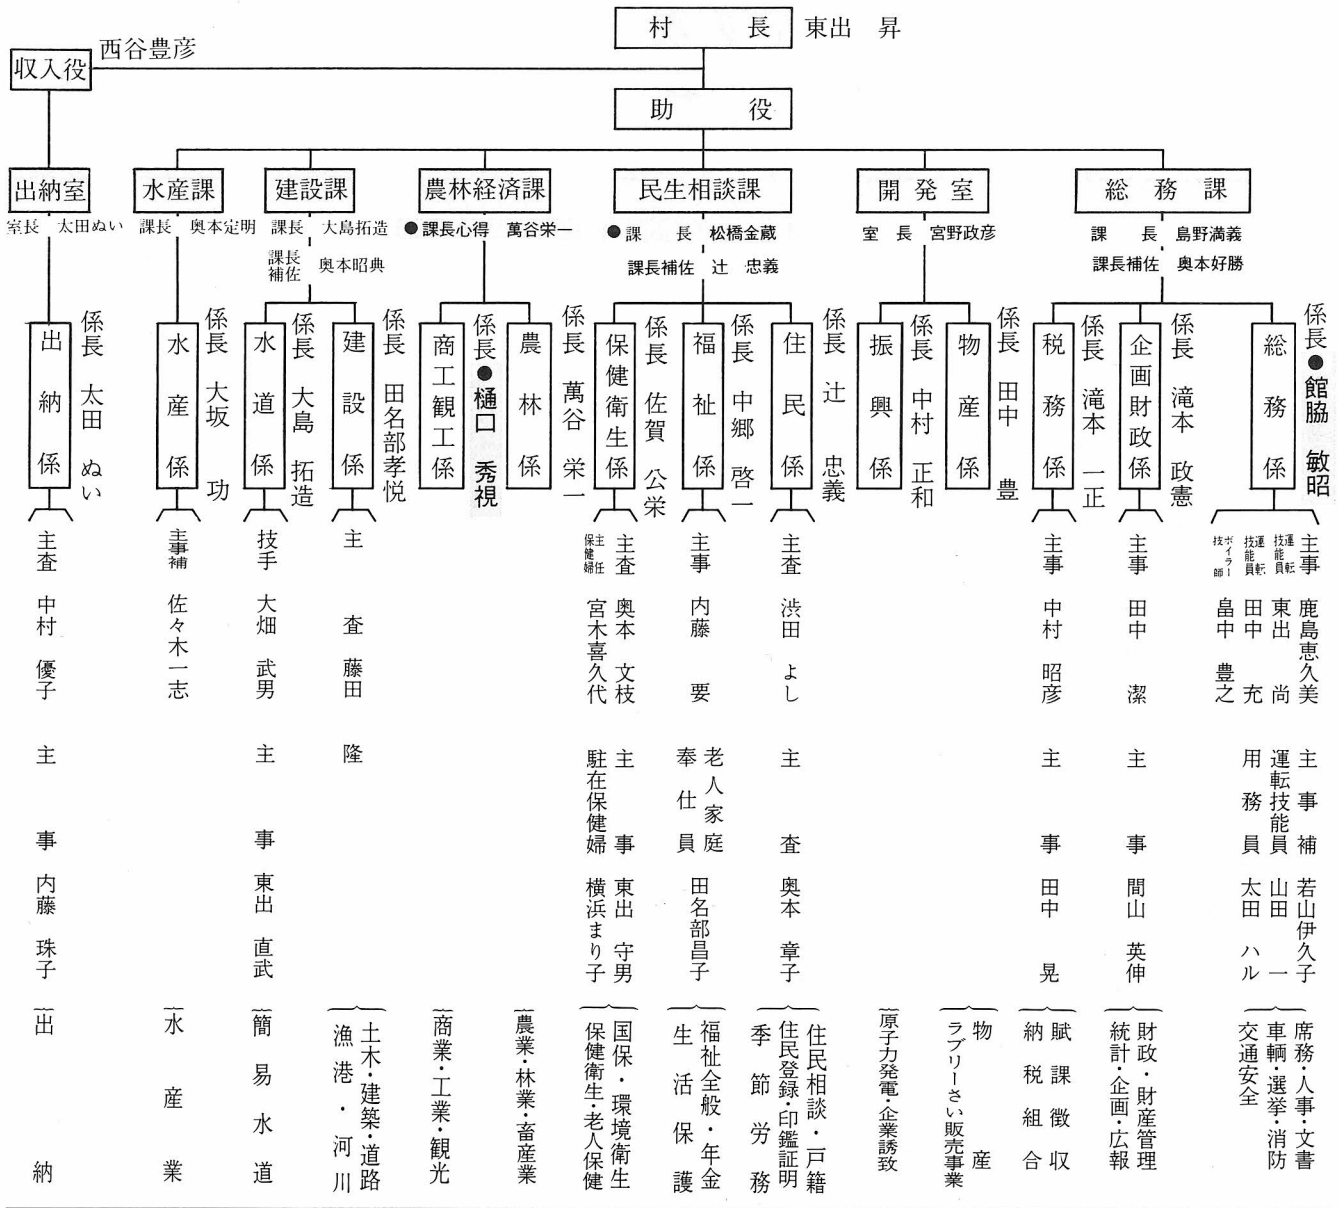 村長 東出 昇
収入役 西谷豊彦
助役
出納室
室長 太田ぬい
水産課
課長 奥本定明
建設課
課長 大島拓造
課長補佐 奥本昭典
農林経済課
●課長心得 萬谷栄一
民生相談課
●課長 松橋金蔵
課長補佐 辻 忠義
開発室
室長 宮野政彦
総務課
課長 島野満義
課長補佐 奥本好勝
総務係
係長●館脇 敏昭
主事 鹿島恵久美
運転技能員 東出 尚
運転技能員 田中 充
ボイラー技師 畠中 豊之
主事補 若山伊久子
運転技能員 山田 一
用務員 太田 ハル
席務・人事・文書
車輌・選挙・消防
交通安全
企画財政係
係長 滝本 政憲
主事 田中 潔
主事 間山 英伸
財政・財産管理
統計・企画・広報
税務係
係長 滝本 一正
主事 中村 昭彦
主事 田中 晃
賦課徴収
納税組合
物産係
係長 田中 豊
物産
ラブリーさい販売事業
振興係
係長 中村 正和
原子力発電・企業誘致
住民係
係長 辻 忠義
主査 渋田 よし
主査 奥本 章子
住民相談・戸籍
住民登録・印鑑証明
季節労務
福祉係
係長 中郷 啓一
主事 内藤 要
老人家庭奉仕員 田名部昌子
福祉全般・年金
生活保護
保健衛生係
係長 佐賀 公栄
主査 奥本 文枝
主任保健婦 宮木喜久代
主事 東出 守男
駐在保健婦 横浜まり子
国保・環境衛生
保健衛生・老人保健
農林係
係長 萬谷 栄一
農業・林業・畜産業
商工観工係
係長●樋口 秀視
商業・工業・観光
建設係
係長 田名部孝悦
主査 藤田 隆
土木・建築・道路
漁港・河川
水道係
係長 大島 拓造
技手 大畑 武男
主事 東出 直武
簡易水道
水産係
係長 大坂 功
主事補 佐々木一志
水産業
出納係
係長 太田 ぬい
主査 中村 優子
主事 内藤 珠子
出納